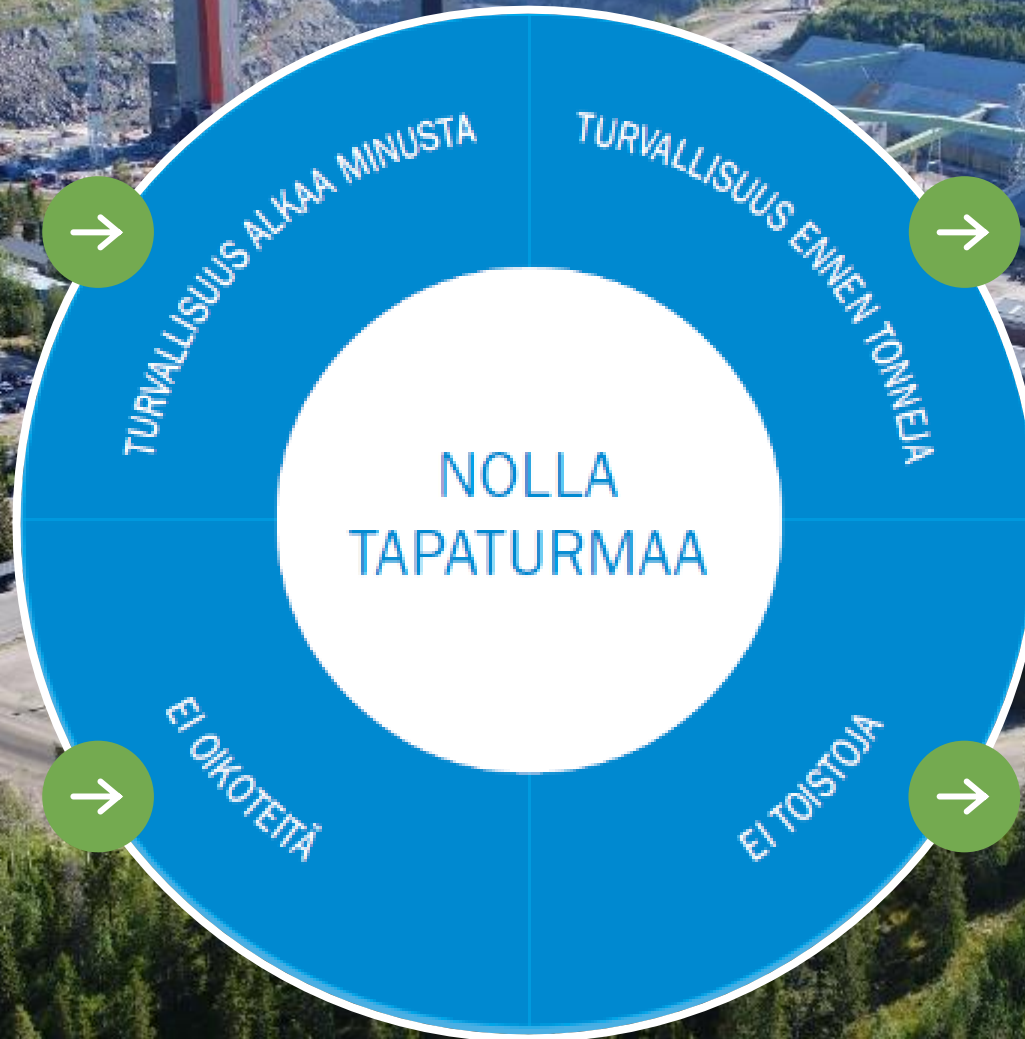 TURVALLISUUS ALKAA MINUSTA
TURVALLISUUS ENNEN TONNEJA
NOLLA
TAPATURMAA
EI OIKOTEITÄ
EI TOISTOJA